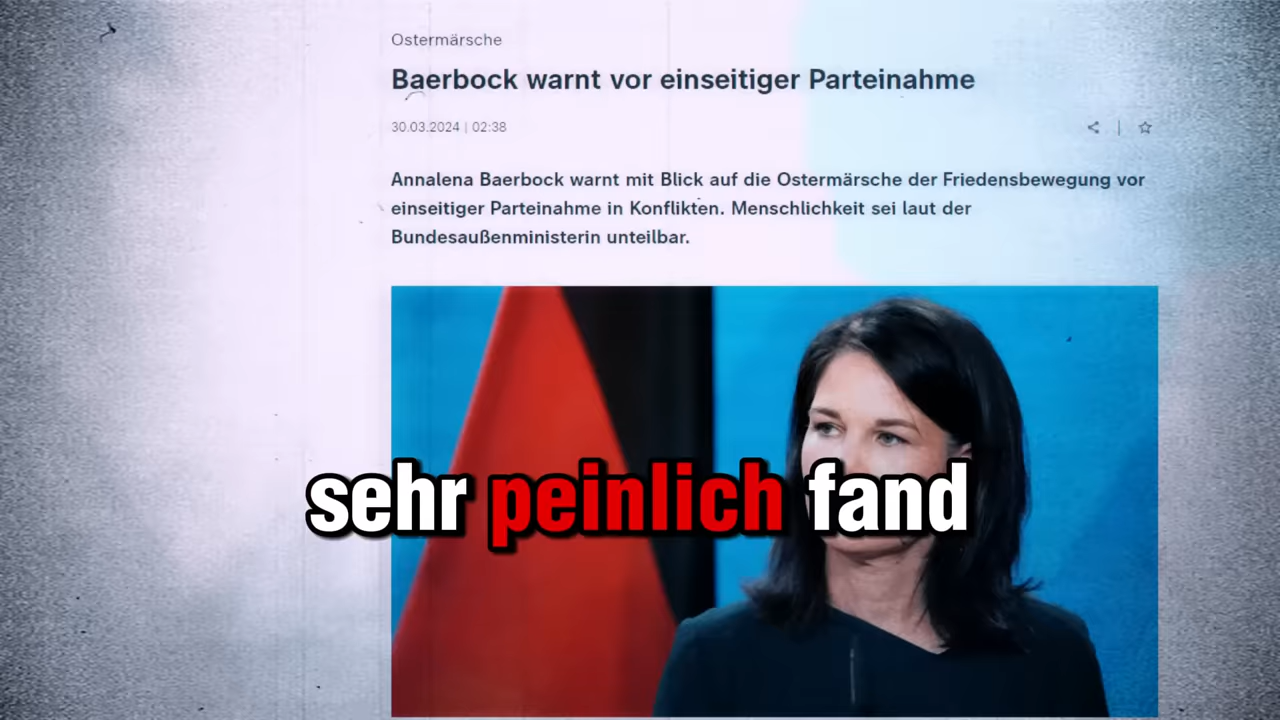 Ostermärsche
Baerbock warnt vor einseitiger Parteinahme
30.03.2024 | 02:38
Annalena Baerbock warnt mit Blick auf die Ostermärsche der Friedensbewegung vor
einseitiger Parteinahme in Konflikten. Menschlichkeit sei laut der
Bundesaußenministerin unteilbar.
sehr peinlich fand